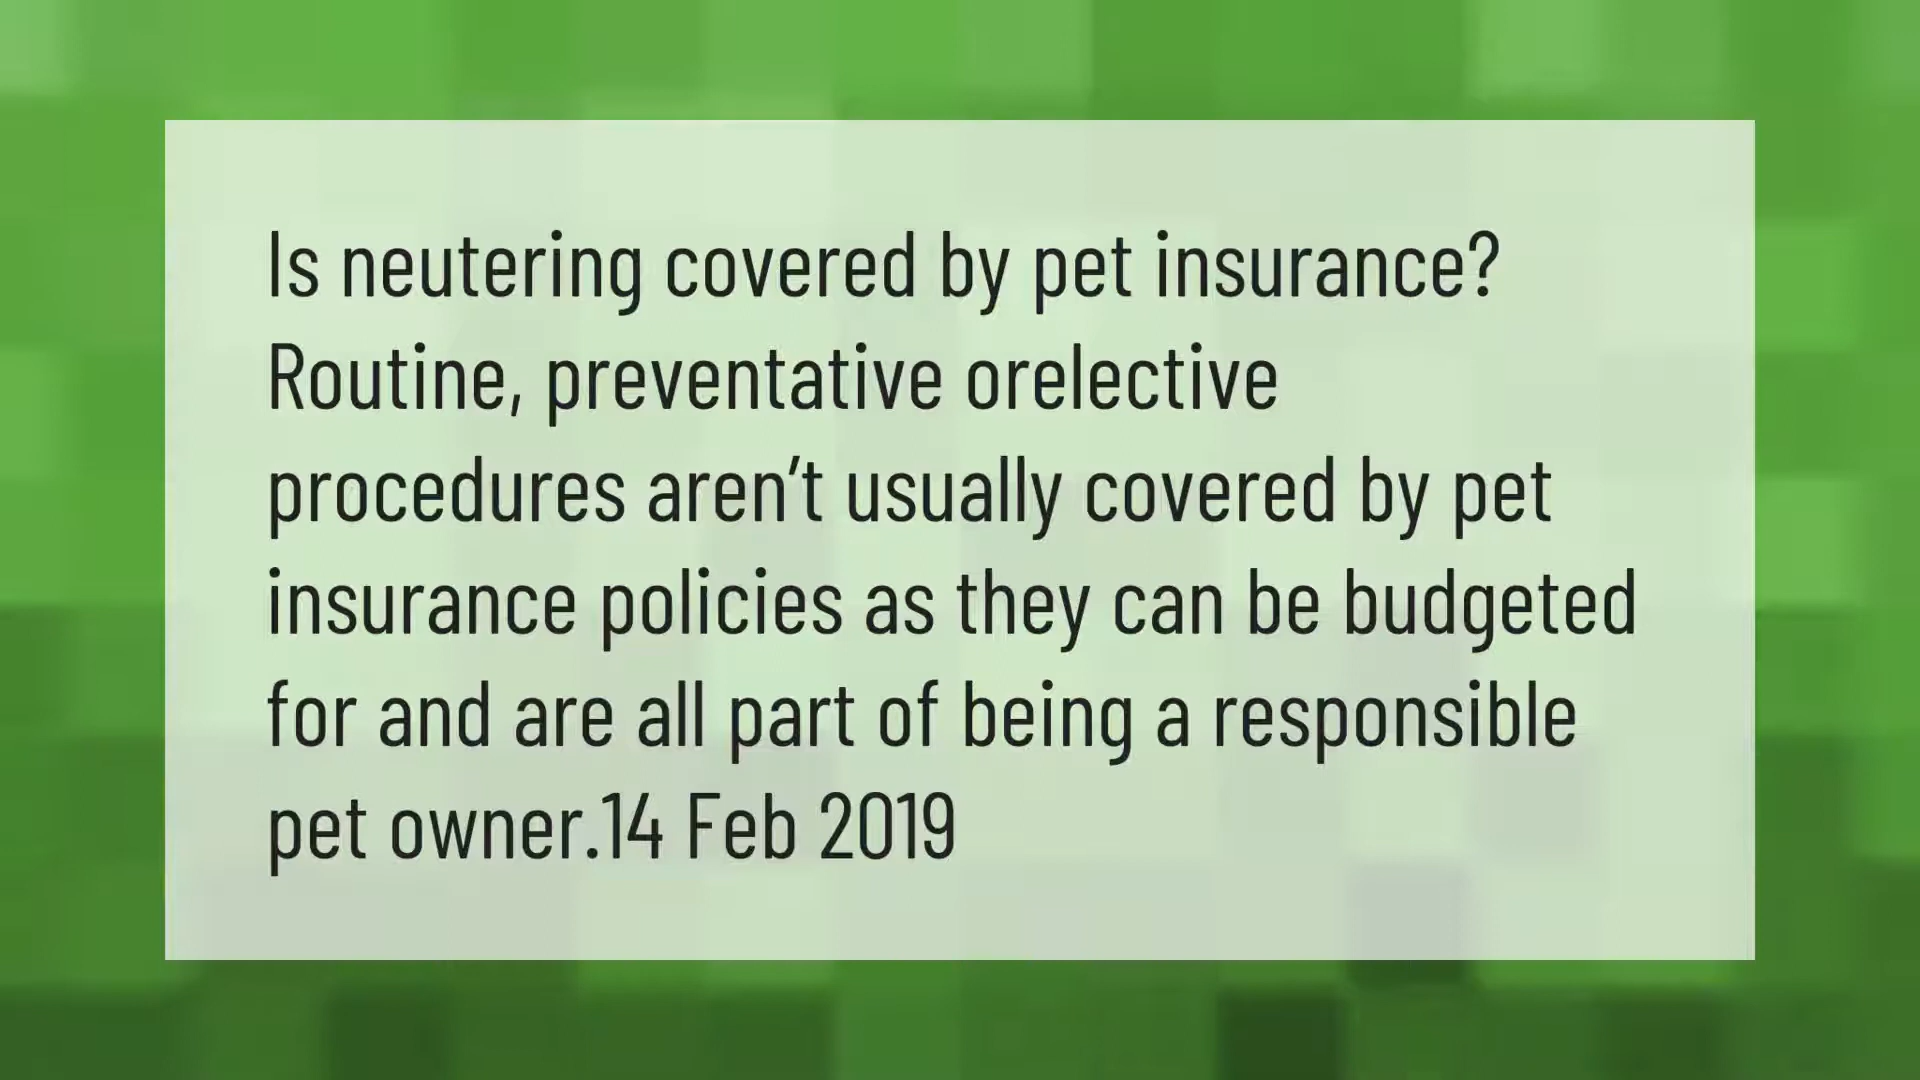 Is neutering covered by pet insurance?
Routine, preventative orelective
procedures aren’t usually covered by pet
insurance policies as they can be budgeted
for and are all part of being a responsible
pet owner.14 Feb 2019